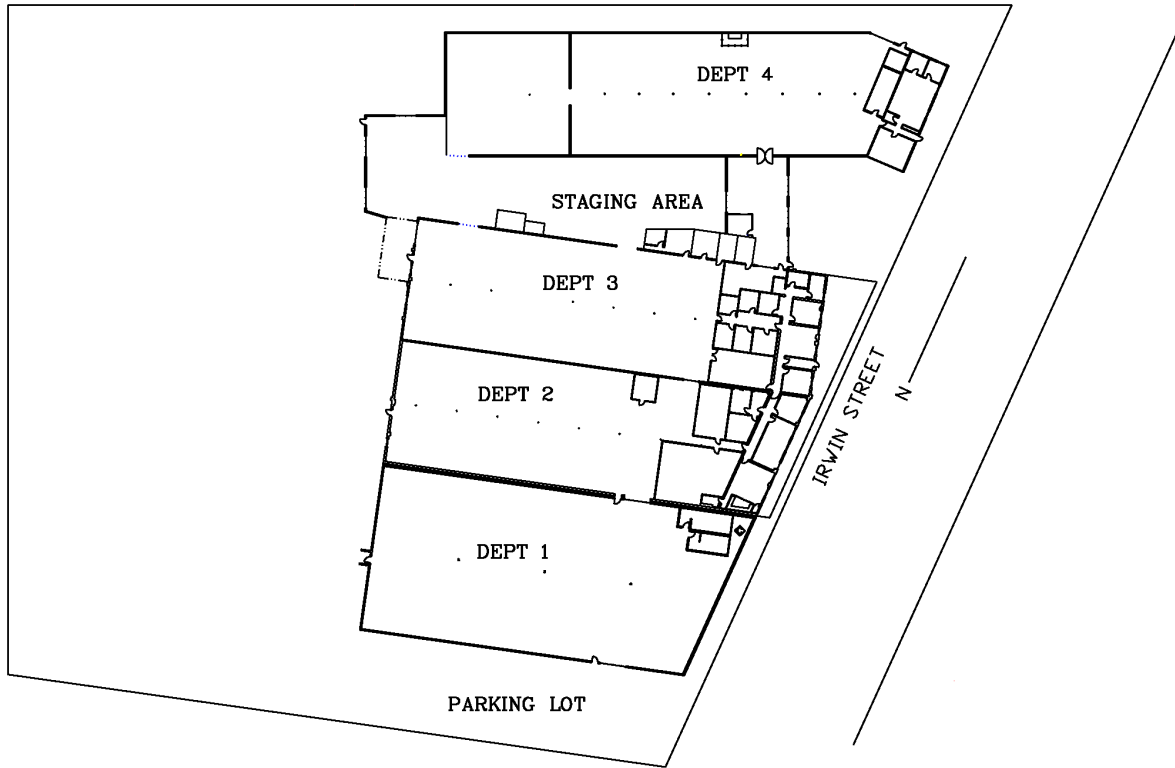 DEPT 4
STAGING AREA
DEPT 3
DEPT 2
IRWIN STREET
N
DEPT 1
PARKING LOT